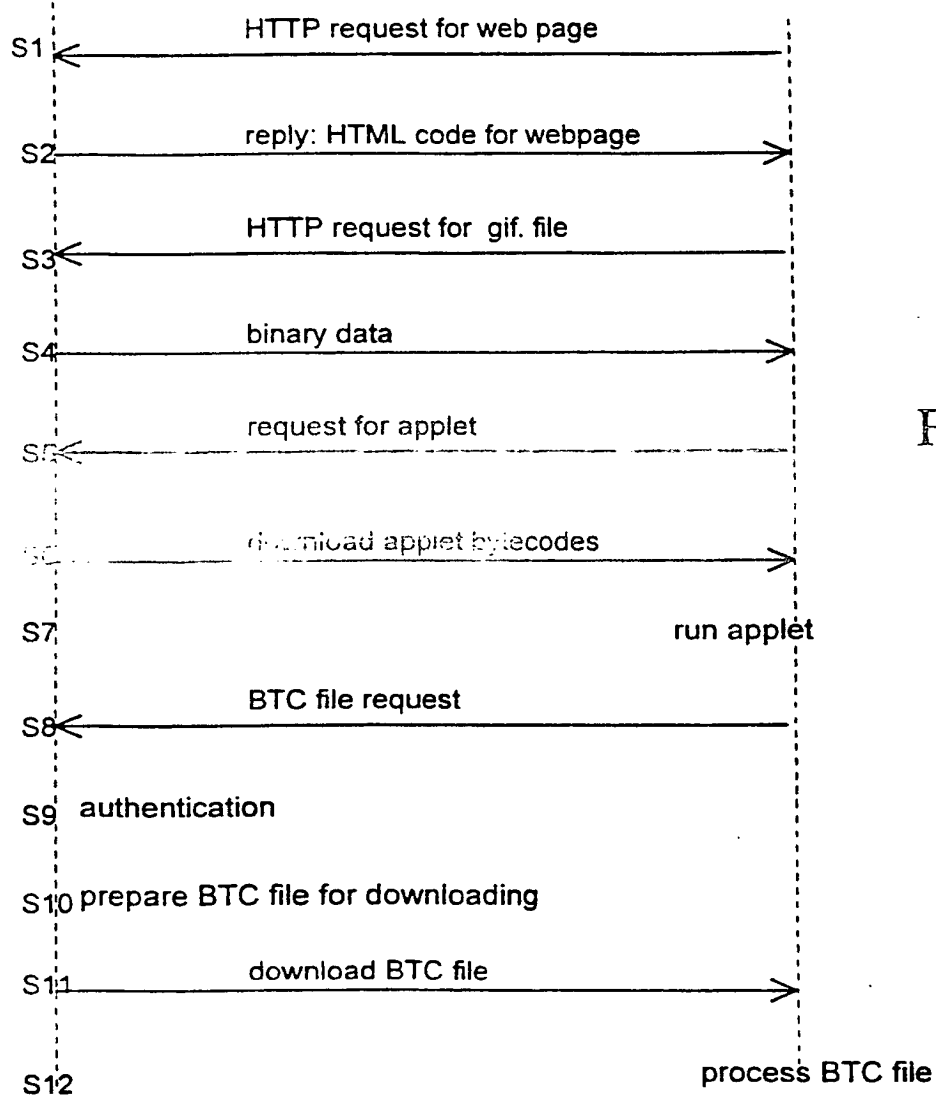 HTTP request for web page
S1
reply: HTML code for webpage
S2
HTTP request for gif. file
S3
binary data
S4
request for applet
S5
download applet bytecodes
S7
run applet
BTC file request
S8
S9 authentication
S10 prepare BTC file for downloading
download BTC file
S11
process BTC file
S12